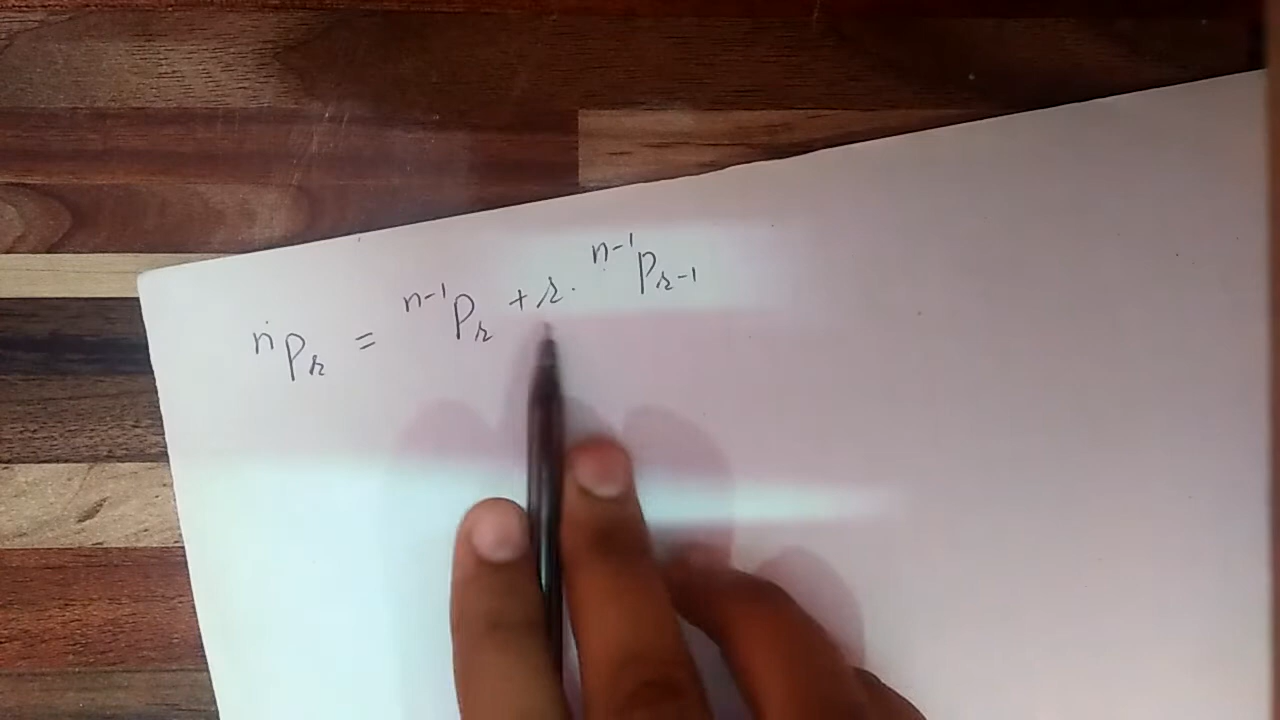 ⁿPᵣ = ⁿ⁻¹Pᵣ + r · ⁿ⁻¹Pᵣ₋₁